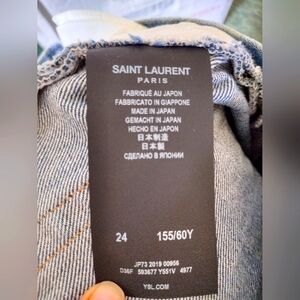 SAINT LAURENT
PARIS
FABRIQUÉ AU JAPON
FABBRICATO IN GIAPPONE
MADE IN JAPAN
GEMACHT IN JAPAN
HECHO EN JAPÓN
日本制造
日本製
СДЕЛАНО В ЯПОНИИ
24 155/60Y
JP73 2019 00956
D36F 593677 Y551V 4977
YSL.COM